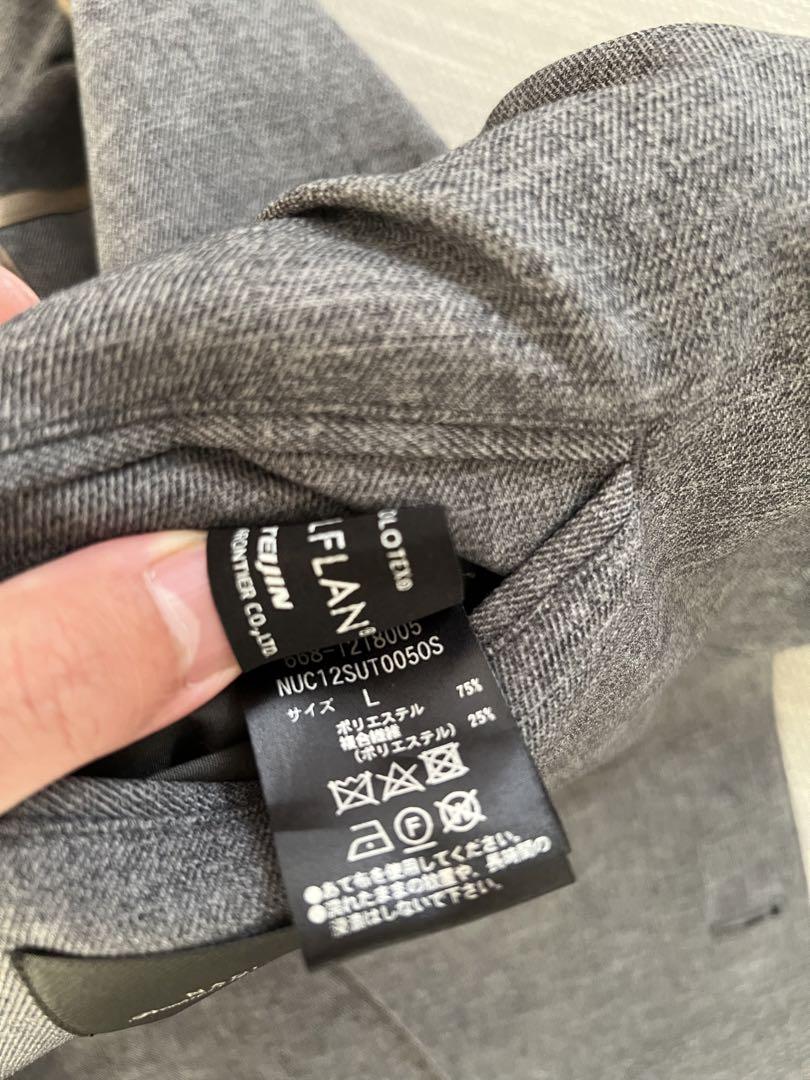 OLOTEX®
LFLAN®
TEIJIN
FRONTIER CO.,LTD.
668-1218005
NUC12SUT0050S
サイズ L
ポリエステル 75%
複合繊維
(ポリエステル) 25%
F
W
●あて布を使用してください。
●濡れたままの放置や、長時間の
浸漬はしないで下さい。